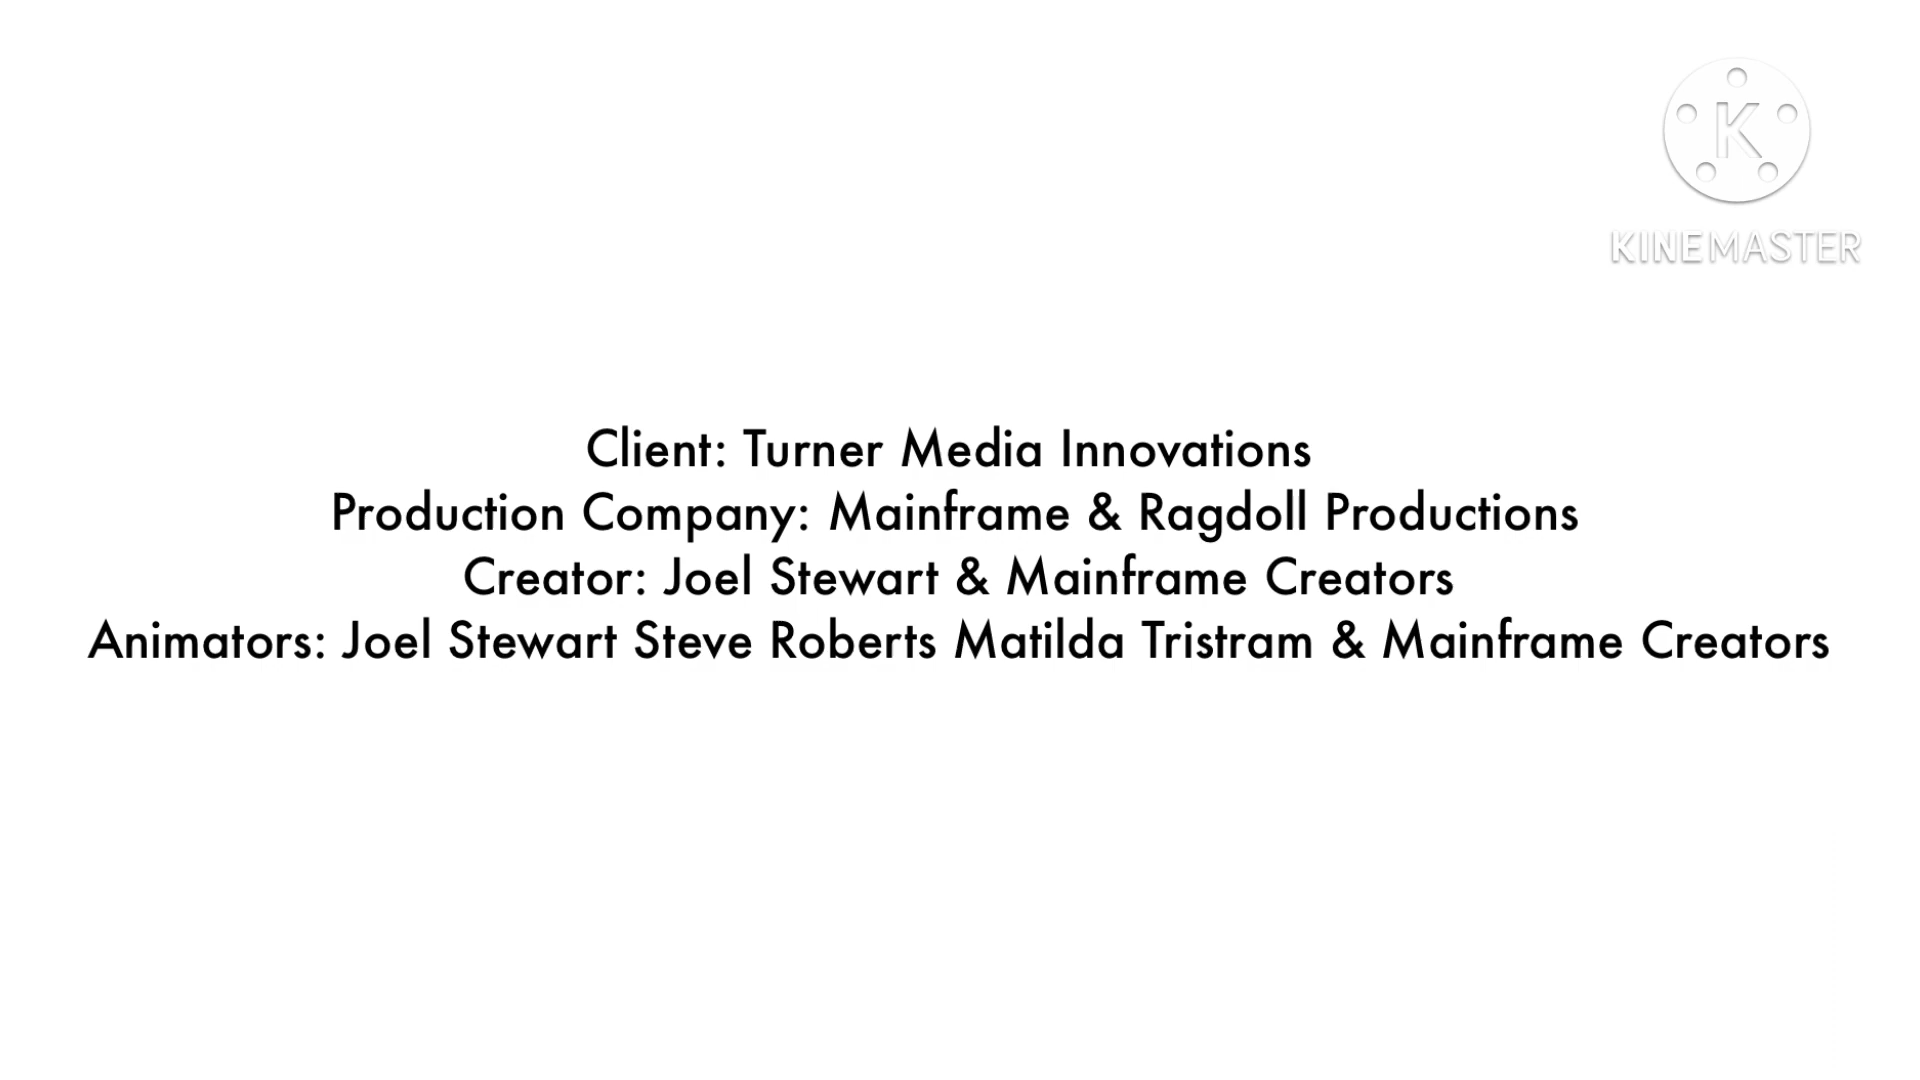 K
KINEMASTER
Client: Turner Media Innovations
Production Company: Mainframe & Ragdoll Productions
Creator: Joel Stewart & Mainframe Creators
Animators: Joel Stewart Steve Roberts Matilda Tristram & Mainframe Creators